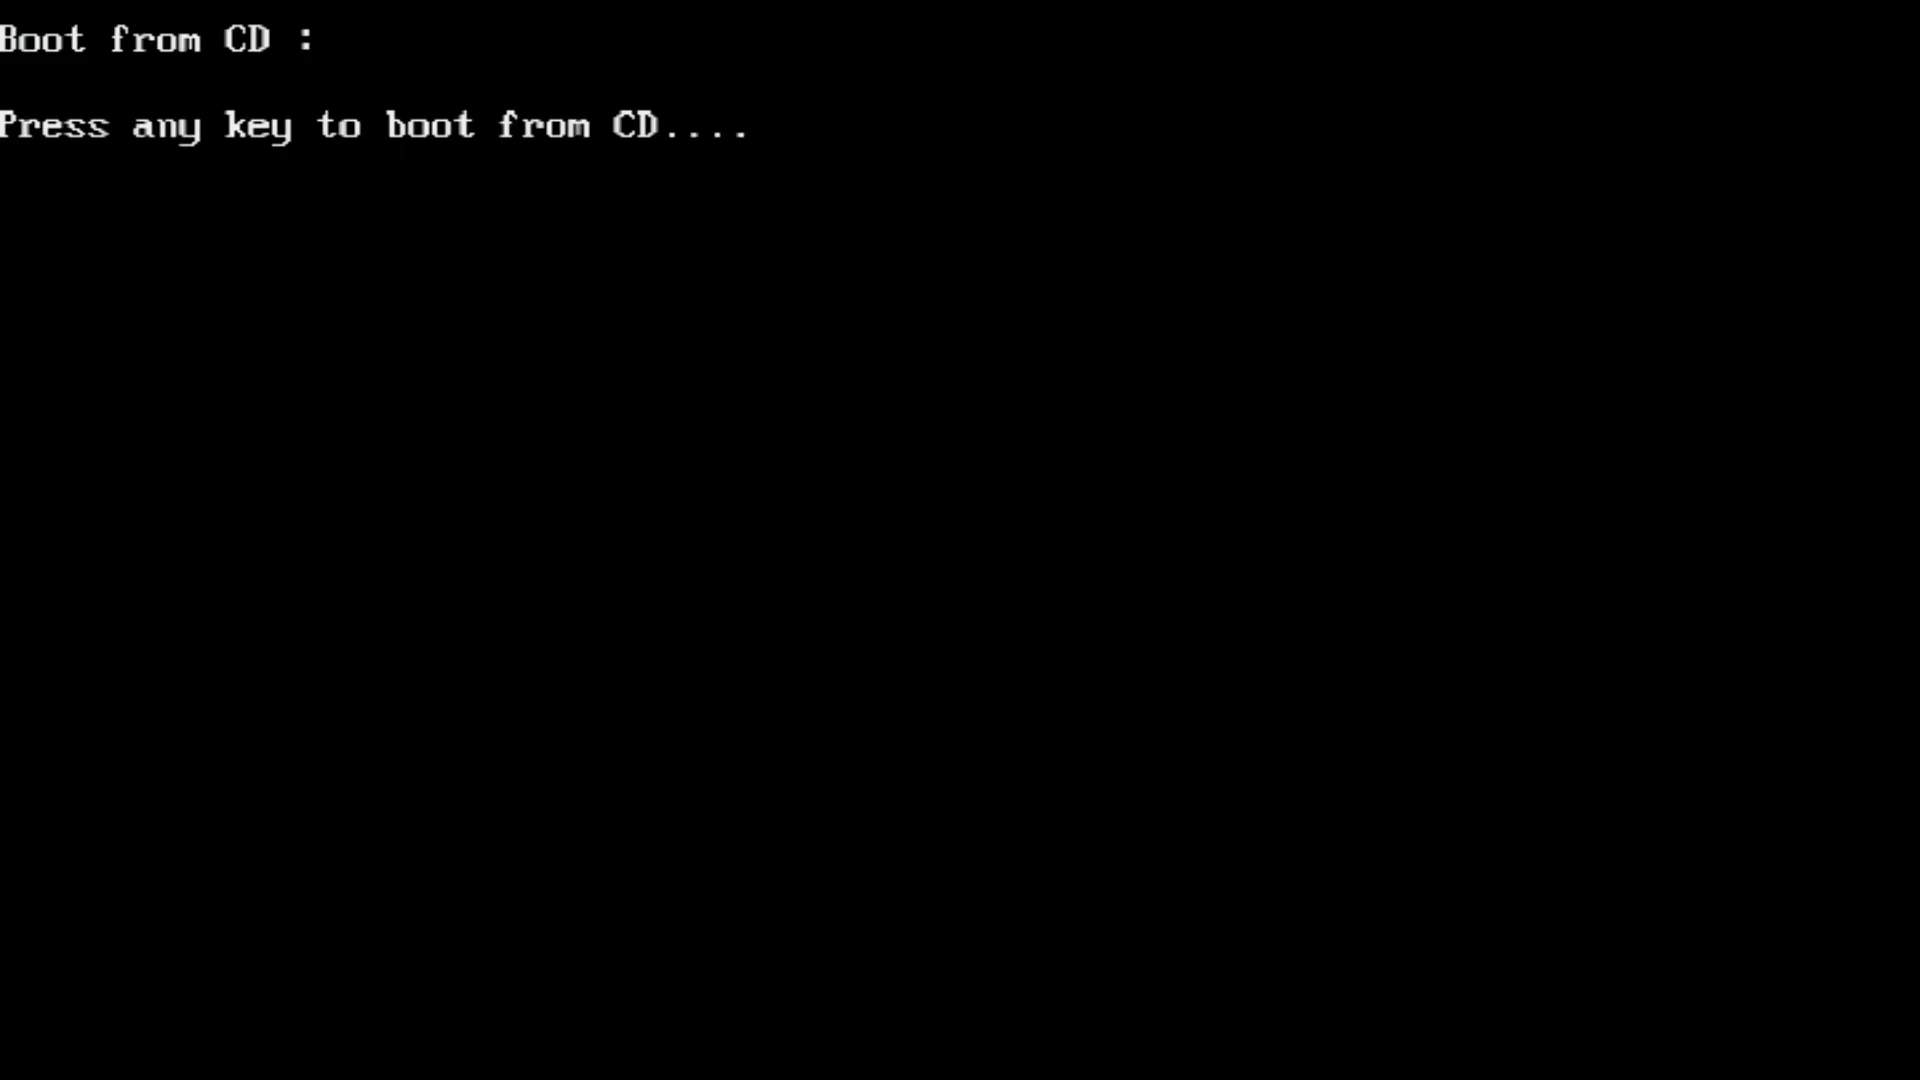 Boot from CD :
Press any key to boot from CD....